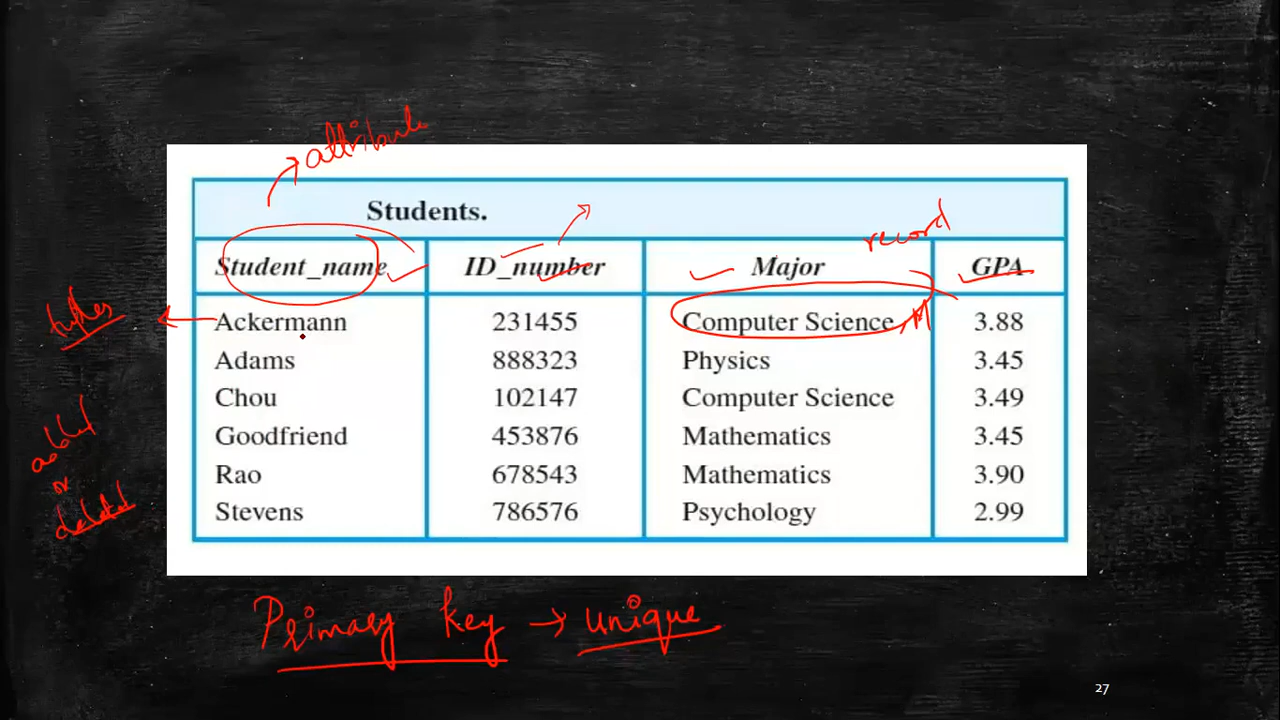 attribute
Students.
record
Student_name ID_number Major GPA
Ackermann 231455 Computer Science, M 3.88
Adams 888323 Physics 3.45
Chou 102147 Computer Science 3.49
Goodfriend 453876 Mathematics 3.45
Rao 678543 Mathematics 3.90
Stevens 786576 Psychology 2.99
added
or
deleted
Primary key → unique
27